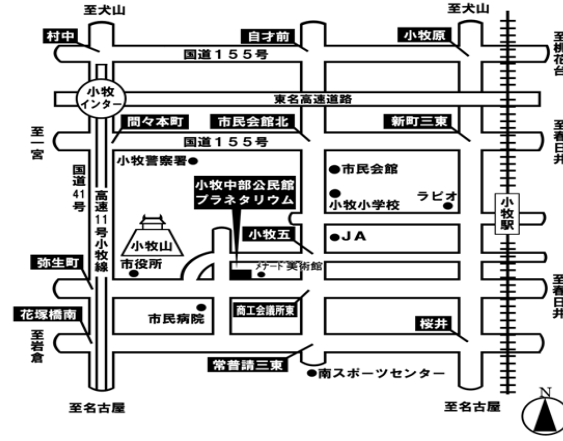 至犬山
至犬山
村中
自才前
小牧原
国道155号
至桃花台
小牧
インター
東名高速道路
間々本町
市民会館北
新町三東
至一宮
国道155号
至春日井
小牧警察署
市民会館
国道41号
高速11号小牧線
小牧中部公民館
プラネタリウム
小牧小学校
ラピオ
小牧駅
小牧山
小牧五
JA
弥生町
市役所
メナード美術館
至春日井
花塚橋南
市民病院
商工会議所東
桜井
至岩倉
常普請三東
南スポーツセンター
至名古屋
至名古屋
N